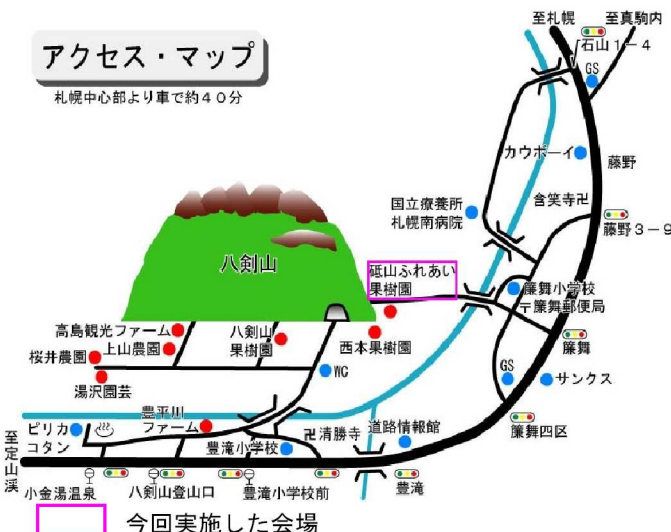 アクセス・マップ
札幌中心部より車で約40分
至札幌
至真駒内
石山1-4
GS
カウボーイ
藤野
国立療養所
札幌南病院
含笑寺卍
藤野3-9
八剣山
砥山ふれあい
果樹園
簾舞小学校
〒簾舞郵便局
高島観光ファーム
上山農園
桜井農園
湯沢園芸
八剣山
果樹園
西本果樹園
簾舞
WC
GS
サンクス
簾舞四区
豊平川
ファーム
ピリカ
コタン
豊滝小学校
卍清勝寺
道路情報館
至定山渓
小金湯温泉
八剣山登山口
豊滝小学校前
豊滝
今回実施した会場